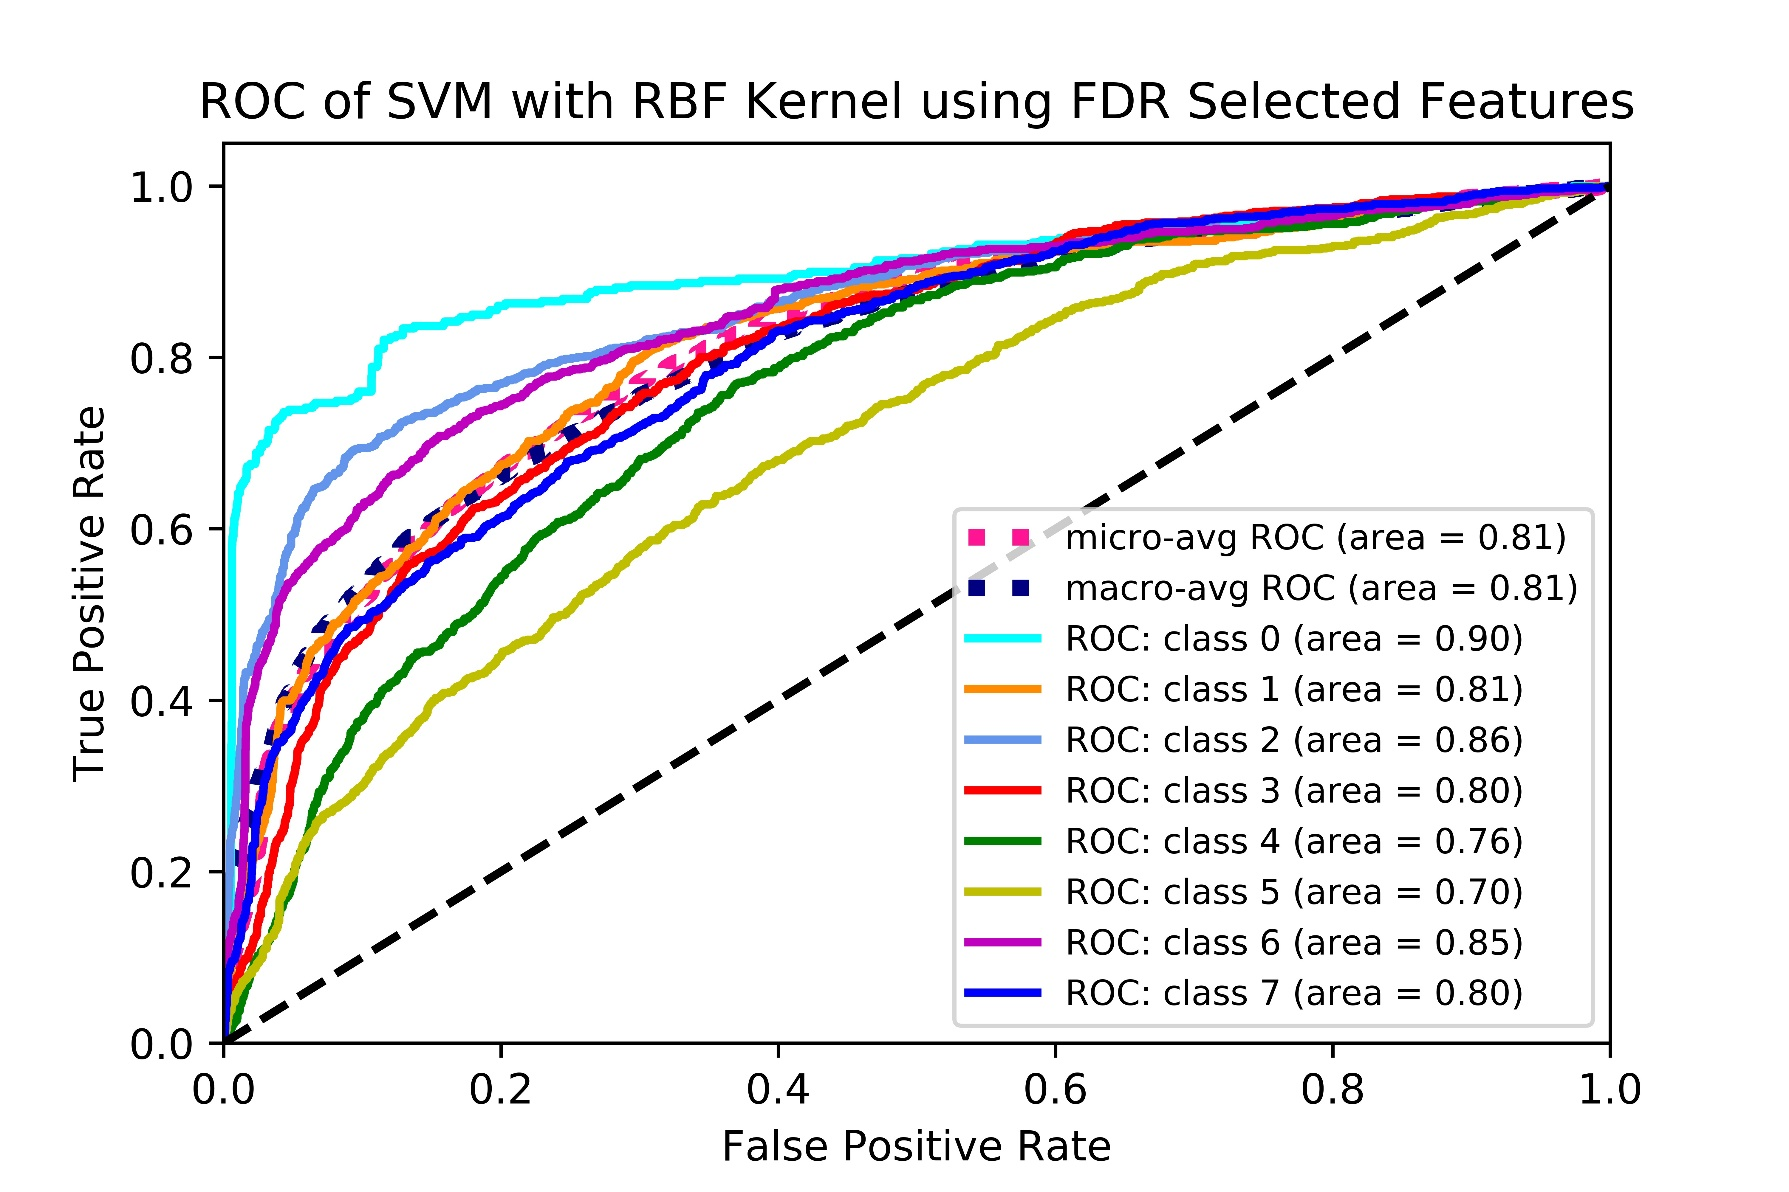 ROC of SVM with RBF Kernel using FDR Selected Features
True Positive Rate
1.0
0.8
0.6
0.4
0.2
0.0
micro-avg ROC (area = 0.81)
macro-avg ROC (area = 0.81)
ROC: class 0 (area = 0.90)
ROC: class 1 (area = 0.81)
ROC: class 2 (area = 0.86)
ROC: class 3 (area = 0.80)
ROC: class 4 (area = 0.76)
ROC: class 5 (area = 0.70)
ROC: class 6 (area = 0.85)
ROC: class 7 (area = 0.80)
0.0 0.2 0.4 0.6 0.8 1.0
False Positive Rate